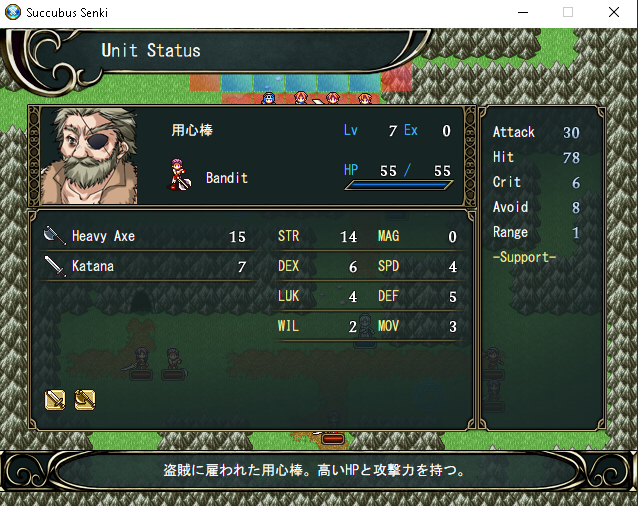 Succubus Senki
Unit Status
用心棒
Lv 7 Ex 0
Bandit
HP 55 / 55
Attack 30
Hit 78
Crit 6
Avoid 8
Range 1
-Support-
Heavy Axe 15
Katana 7
STR 14 MAG 0
DEX 6 SPD 4
LUK 4 DEF 5
WIL 2 MOV 3
盗賊に雇われた用心棒。高いHPと攻撃力を持つ。